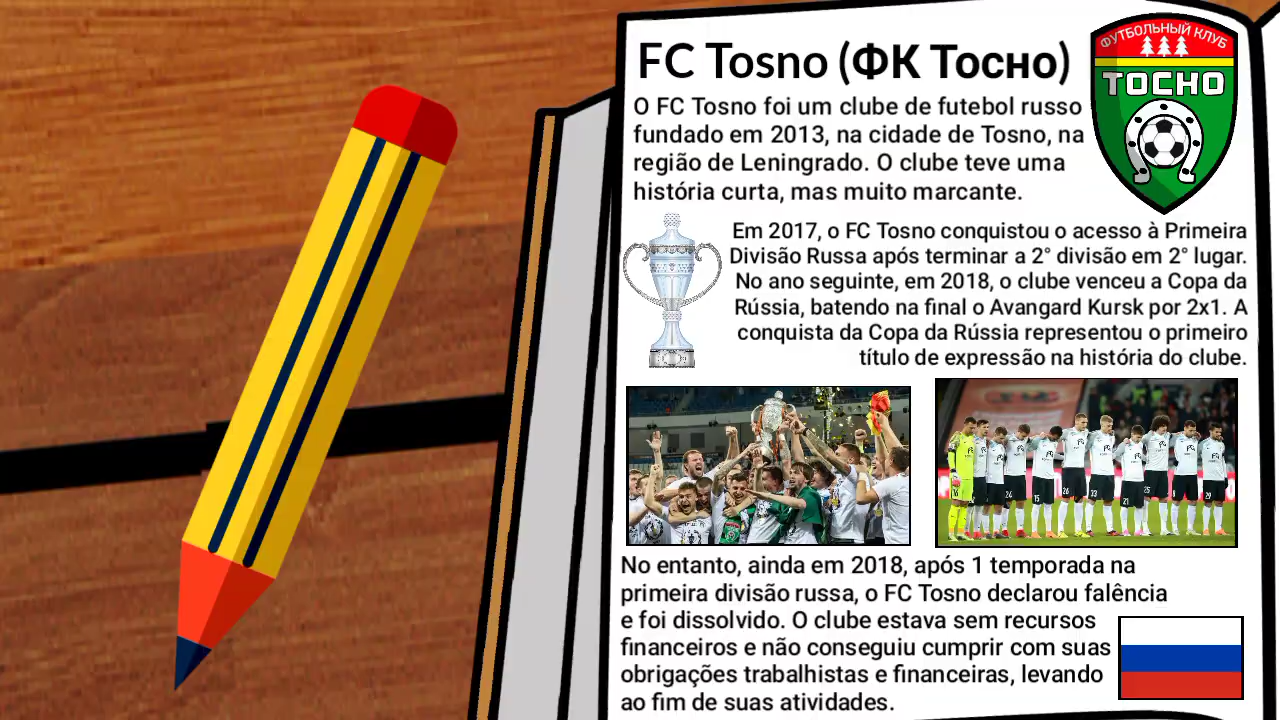 FC Tosno (ФК Тосно)
ФУТБОЛЬНЫЙ КЛУБ
ТОСНО
O FC Tosno foi um clube de futebol russo
fundado em 2013, na cidade de Tosno, na
região de Leningrado. O clube teve uma
história curta, mas muito marcante.
Em 2017, o FC Tosno conquistou o acesso à Primeira
Divisão Russa após terminar a 2° divisão em 2° lugar.
No ano seguinte, em 2018, o clube venceu a Copa da
Rússia, batendo na final o Avangard Kursk por 2x1. A
conquista da Copa da Rússia representou o primeiro
título de expressão na história do clube.
No entanto, ainda em 2018, após 1 temporada na
primeira divisão russa, o FC Tosno declarou falência
e foi dissolvido. O clube estava sem recursos
financeiros e não conseguiu cumprir com suas
obrigações trabalhistas e financeiras, levando
ao fim de suas atividades.